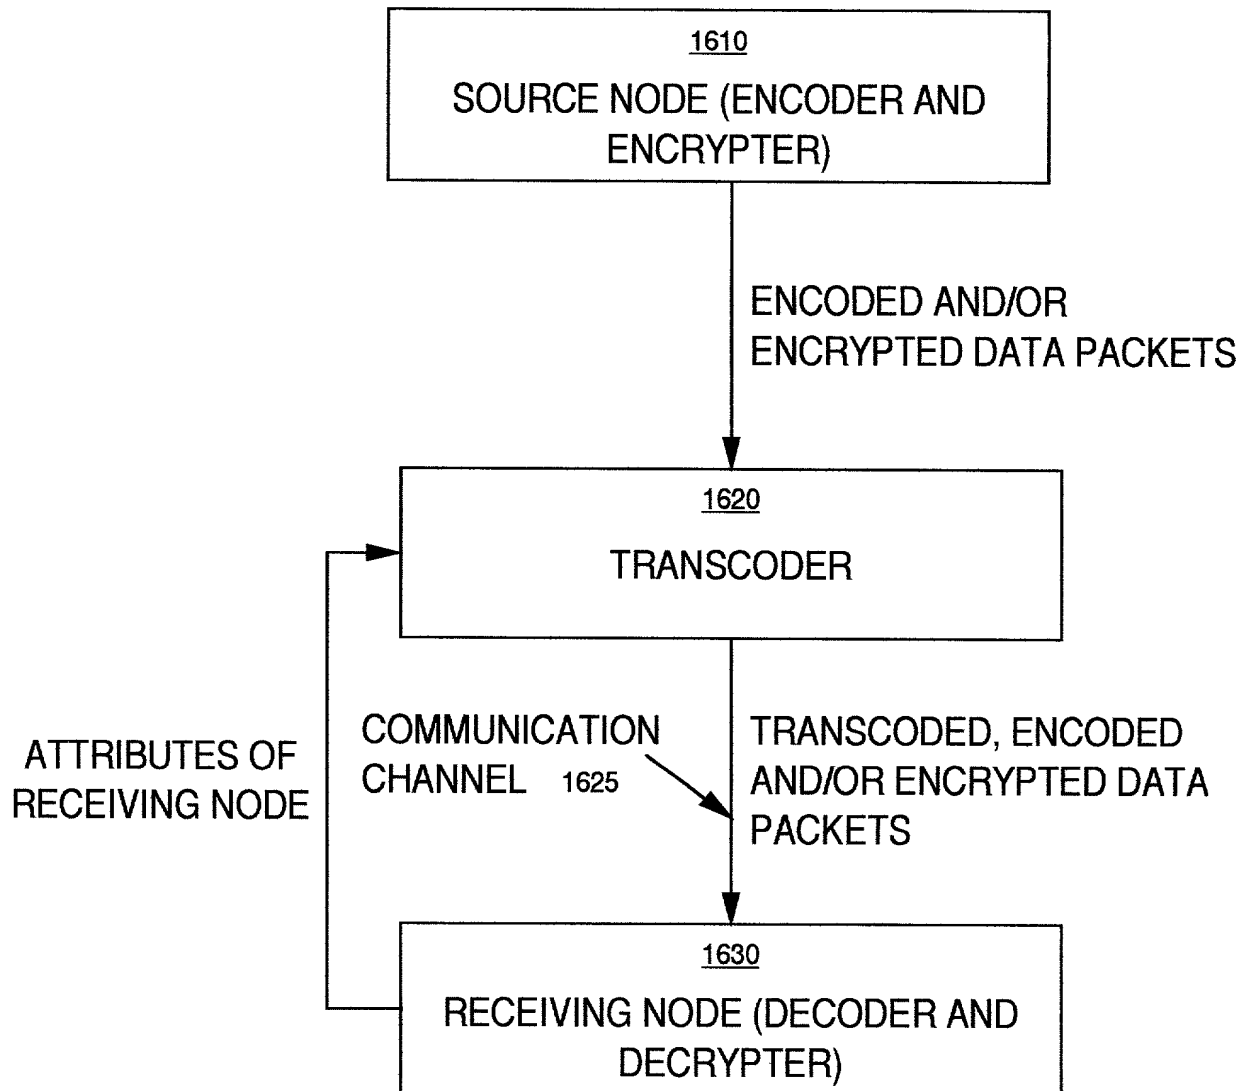 1610
SOURCE NODE (ENCODER AND
ENCRYPTER)
ENCODED AND/OR
ENCRYPTED DATA PACKETS
1620
TRANSCODER
ATTRIBUTES OF
RECEIVING NODE
COMMUNICATION
CHANNEL 1625
TRANSCODED, ENCODED
AND/OR ENCRYPTED DATA
PACKETS
1630
RECEIVING NODE (DECODER AND
DECRYPTER)